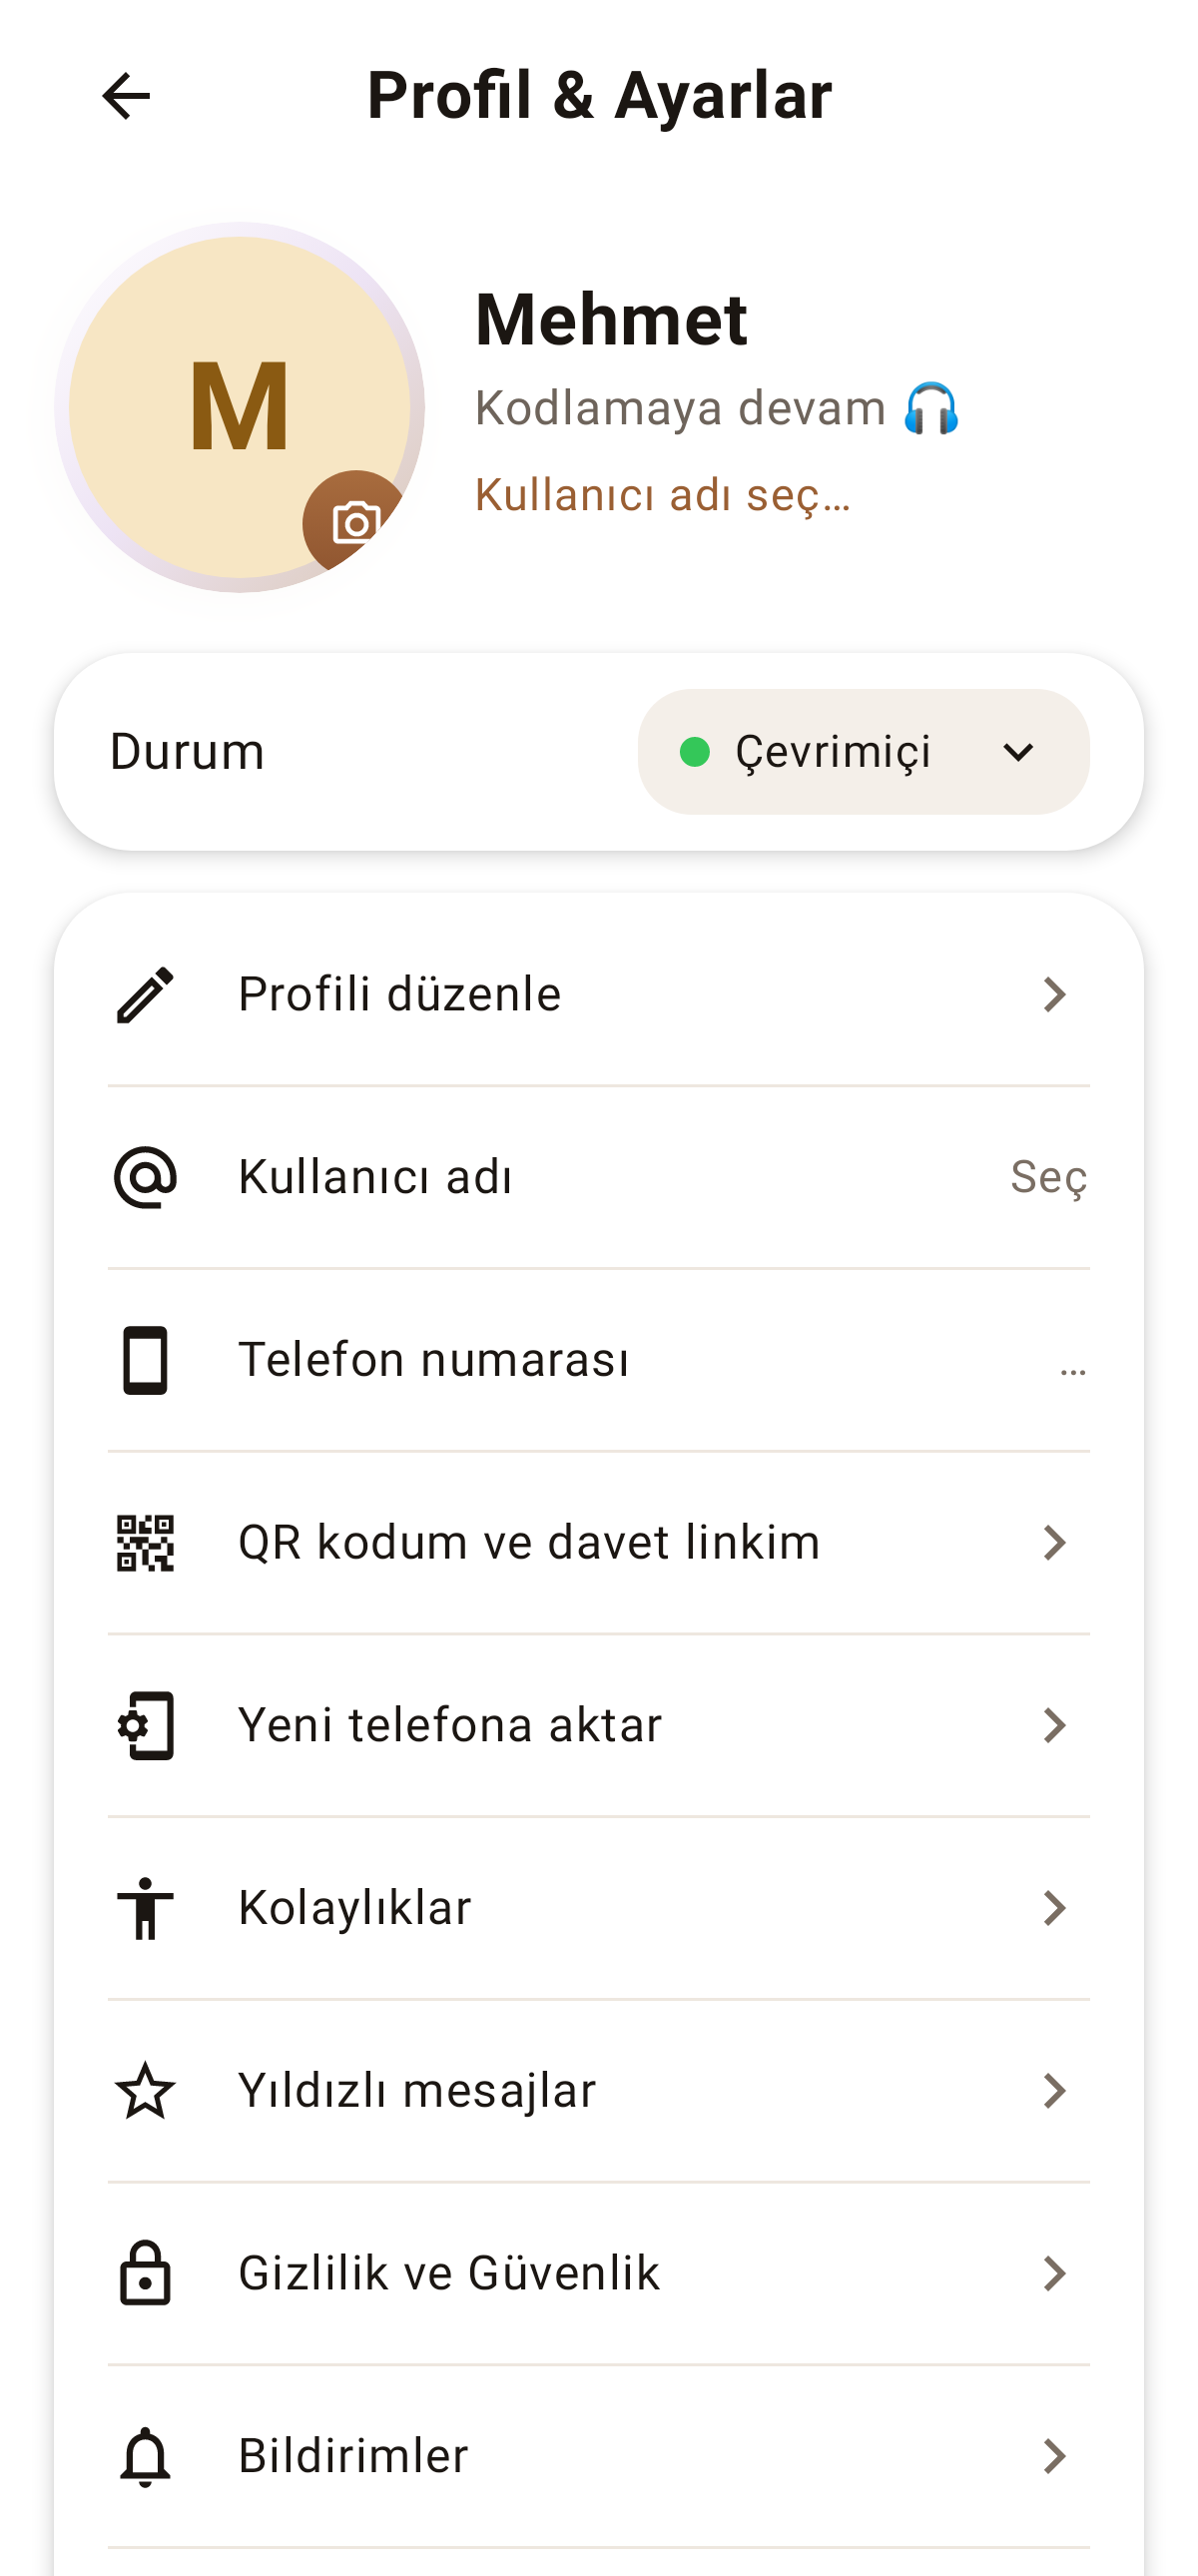 Profil & Ayarlar
M
Mehmet
Kodlamaya devam 🎧
Kullanıcı adı seç...
Durum
Çevrimiçi
Profili düzenle
Kullanıcı adı Seç
Telefon numarası ...
QR kodum ve davet linkim
Yeni telefona aktar
Kolaylıklar
Yıldızlı mesajlar
Gizlilik ve Güvenlik
Bildirimler